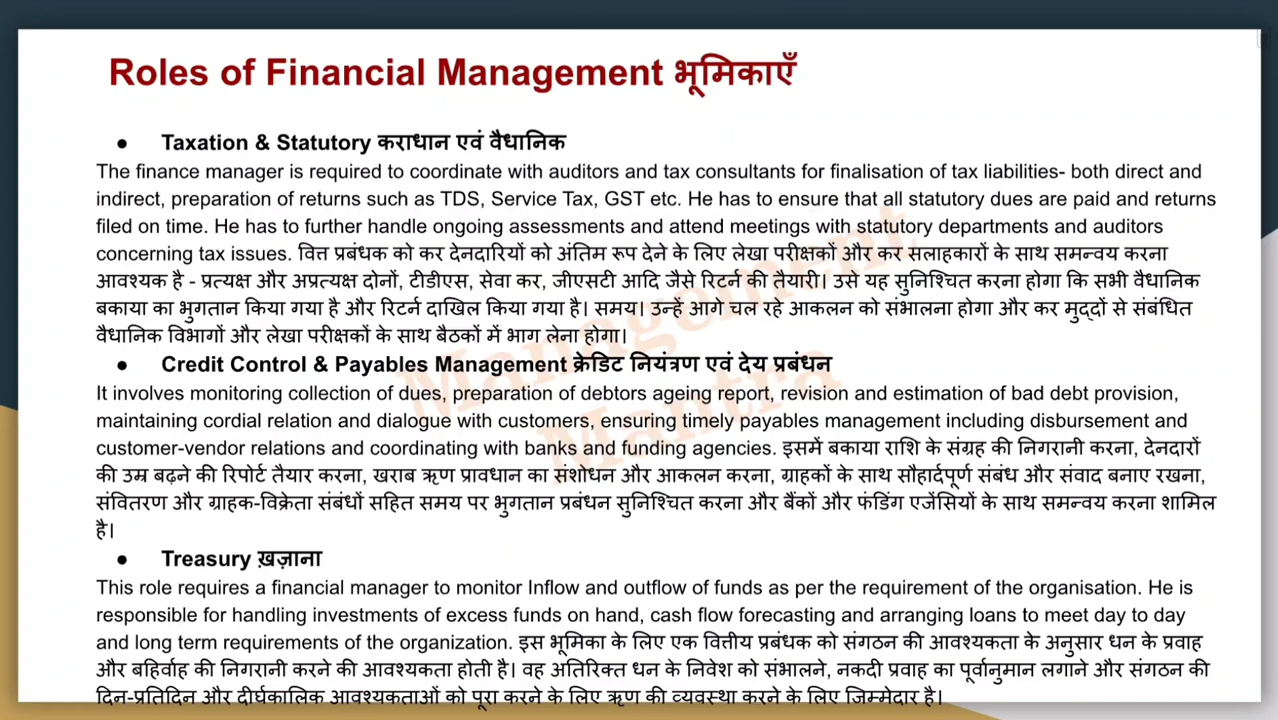 Roles of Financial Management भूमिकाएँ
● Taxation & Statutory कराधान एवं वैधानिक
The finance manager is required to coordinate with auditors and tax consultants for finalisation of tax liabilities- both direct and
indirect, preparation of returns such as TDS, Service Tax, GST etc. He has to ensure that all statutory dues are paid and returns
filed on time. He has to further handle ongoing assessments and attend meetings with statutory departments and auditors
concerning tax issues. वित्त प्रबंधक को कर देनदारियों को अंतिम रूप देने के लिए लेखा परीक्षकों और कर सलाहकारों के साथ समन्वय करना
आवश्यक है - प्रत्यक्ष और अप्रत्यक्ष दोनों, टीडीएस, सेवा कर, जीएसटी आदि जैसे रिटर्न की तैयारी। उसे यह सुनिश्चित करना होगा कि सभी वैधानिक
बकाया का भुगतान किया गया है और रिटर्न दाखिल किया गया है। समय। उन्हें आगे चल रहे आकलन को संभालना होगा और कर मुद्दों से संबंधित
वैधानिक विभागों और लेखा परीक्षकों के साथ बैठकों में भाग लेना होगा।
● Credit Control & Payables Management क्रेडिट नियंत्रण एवं देय प्रबंधन
It involves monitoring collection of dues, preparation of debtors ageing report, revision and estimation of bad debt provision,
maintaining cordial relation and dialogue with customers, ensuring timely payables management including disbursement and
customer-vendor relations and coordinating with banks and funding agencies. इसमें बकाया राशि के संग्रह की निगरानी करना, देनदारों
की उम्र बढ़ने की रिपोर्ट तैयार करना, खराब ऋण प्रावधान का संशोधन और आकलन करना, ग्राहकों के साथ सौहार्दपूर्ण संबंध और संवाद बनाए रखना,
संवितरण और ग्राहक-विक्रेता संबंधों सहित समय पर भुगतान प्रबंधन सुनिश्चित करना और बैंकों और फंडिंग एजेंसियों के साथ समन्वय करना शामिल
है।
● Treasury ख़ज़ाना
This role requires a financial manager to monitor Inflow and outflow of funds as per the requirement of the organisation. He is
responsible for handling investments of excess funds on hand, cash flow forecasting and arranging loans to meet day to day
and long term requirements of the organization. इस भूमिका के लिए एक वित्तीय प्रबंधक को संगठन की आवश्यकता के अनुसार धन के प्रवाह
और बहिर्वाह की निगरानी करने की आवश्यकता होती है। वह अतिरिक्त धन के निवेश को संभालने, नकदी प्रवाह का पूर्वानुमान लगाने और संगठन की
दिन-प्रतिदिन और दीर्घकालिक आवश्यकताओं को पूरा करने के लिए ऋण की व्यवस्था करने के लिए जिम्मेदार है।
Management
Mantra